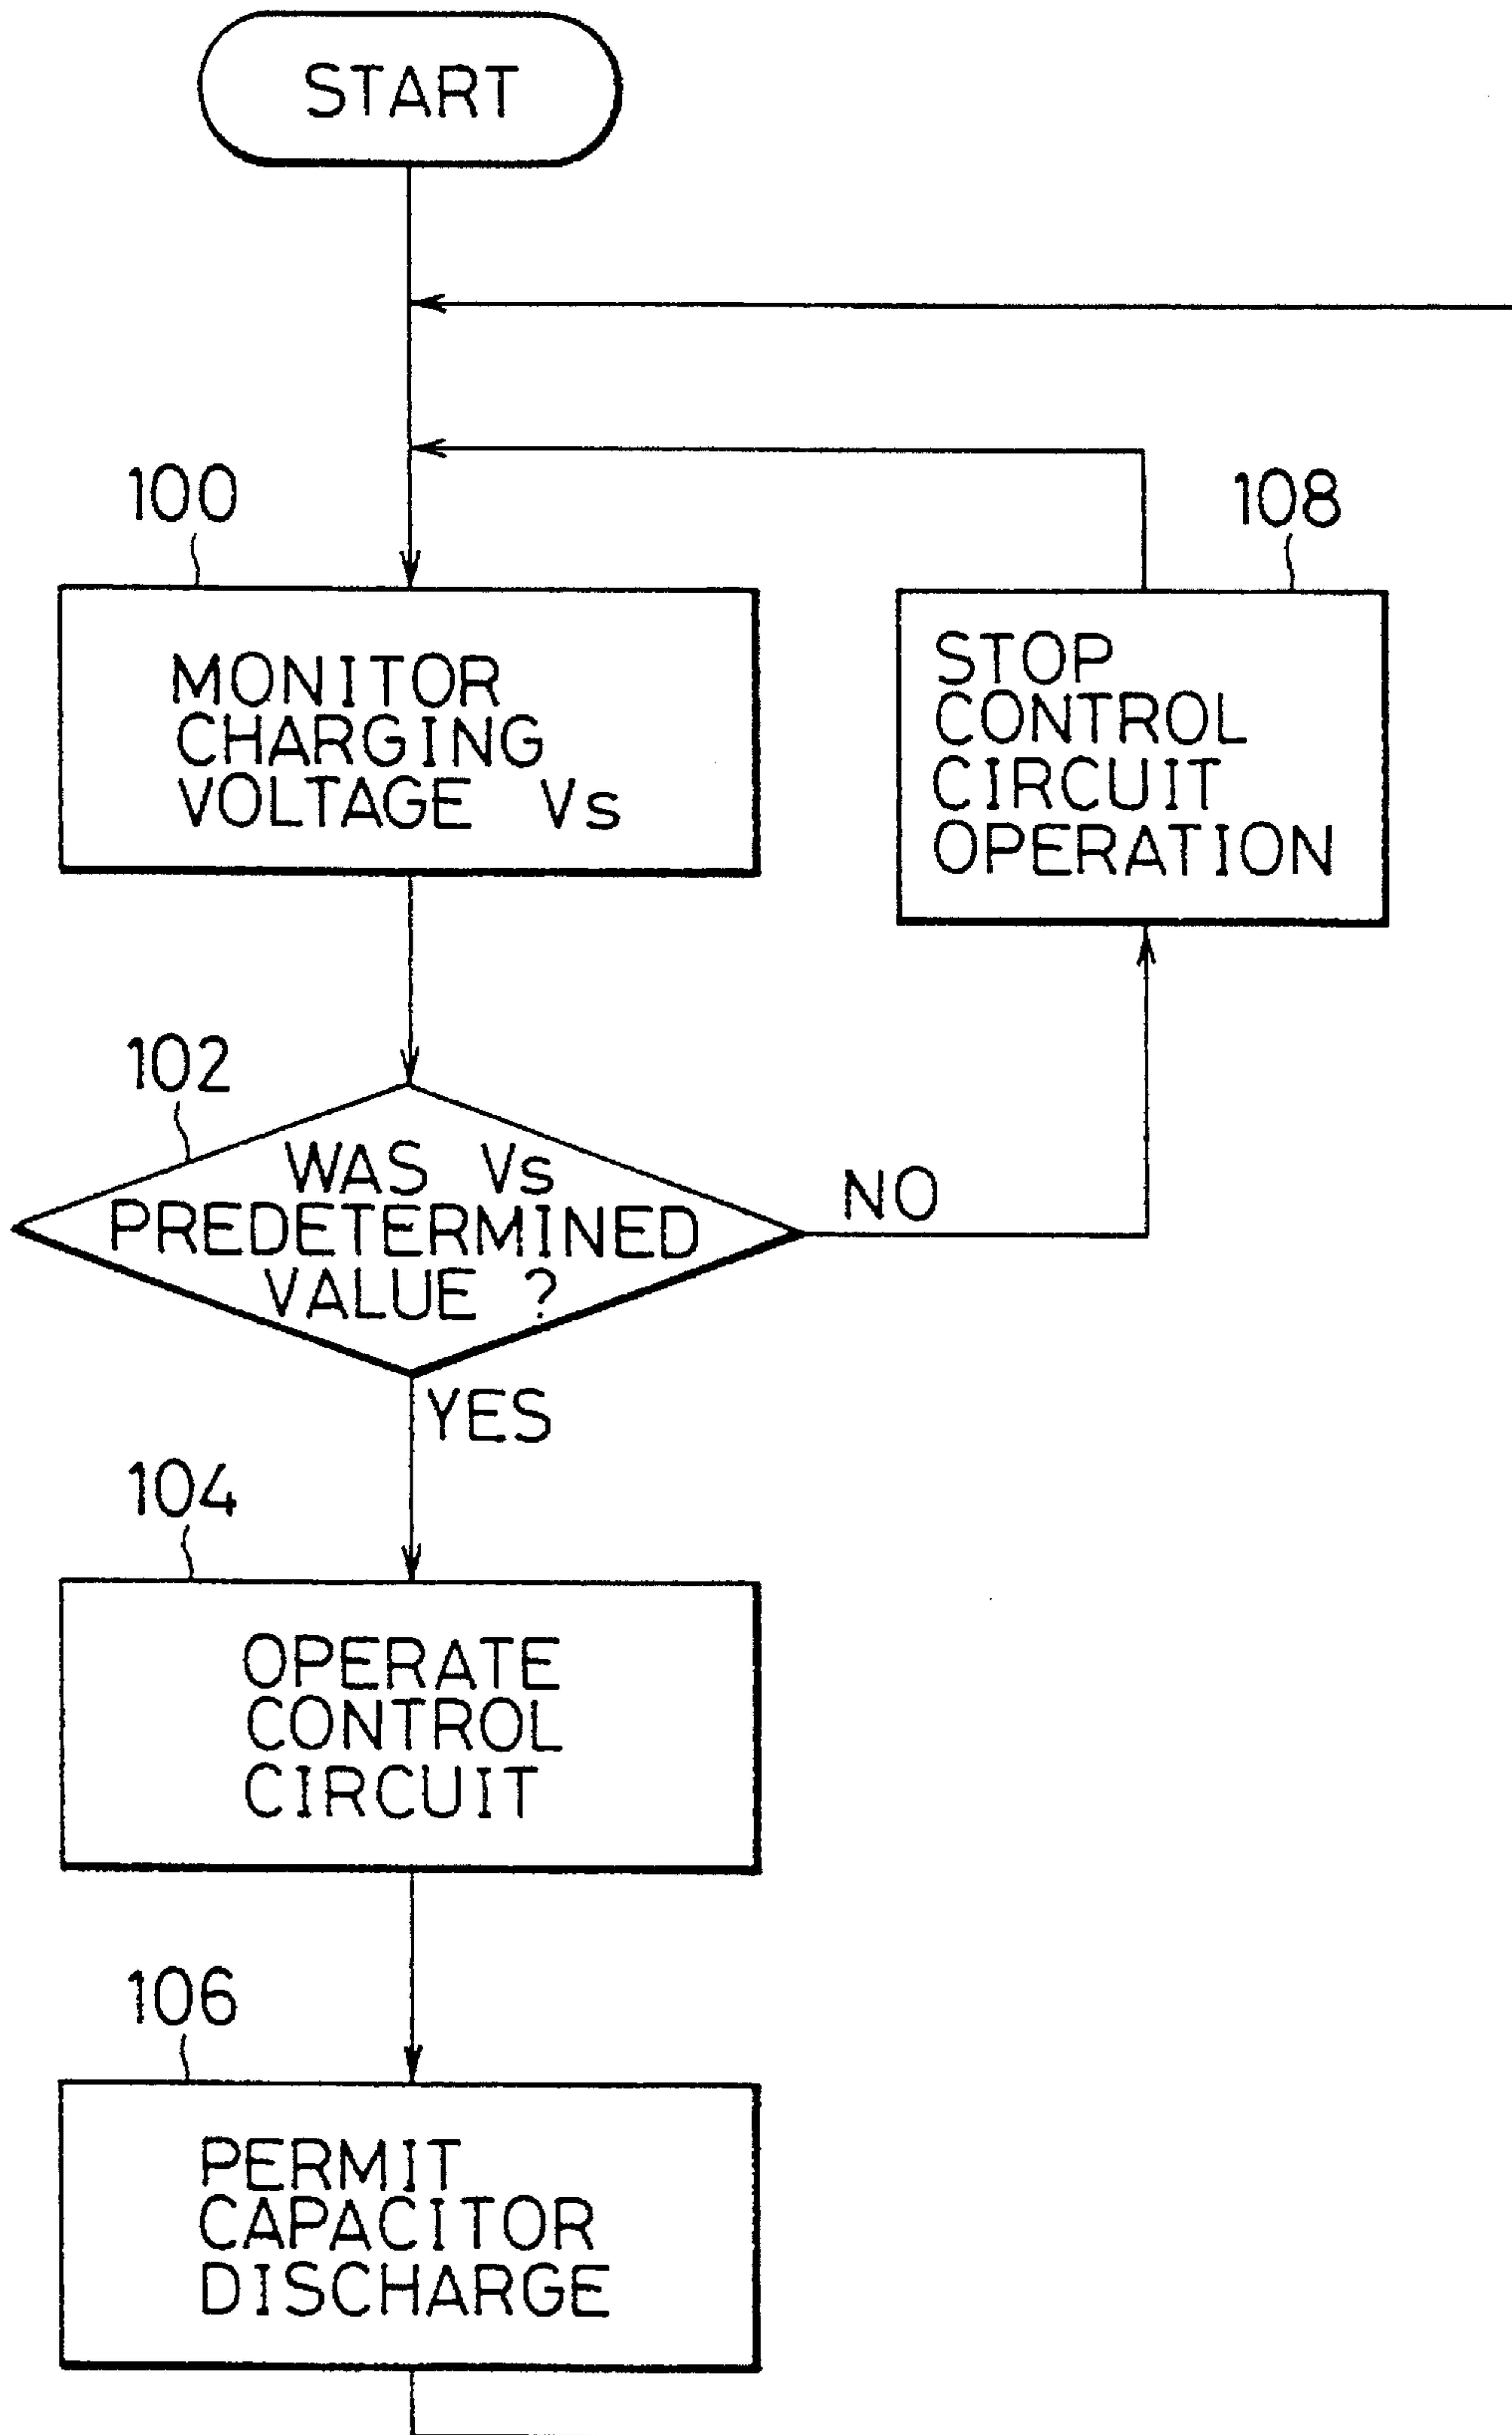 START
100
MONITOR
CHARGING
VOLTAGE Vs
108
STOP
CONTROL
CIRCUIT
OPERATION
102
WAS Vs
PREDETERMINED
VALUE ?
NO
YES
104
OPERATE
CONTROL
CIRCUIT
106
PERMIT
CAPACITOR
DISCHARGE